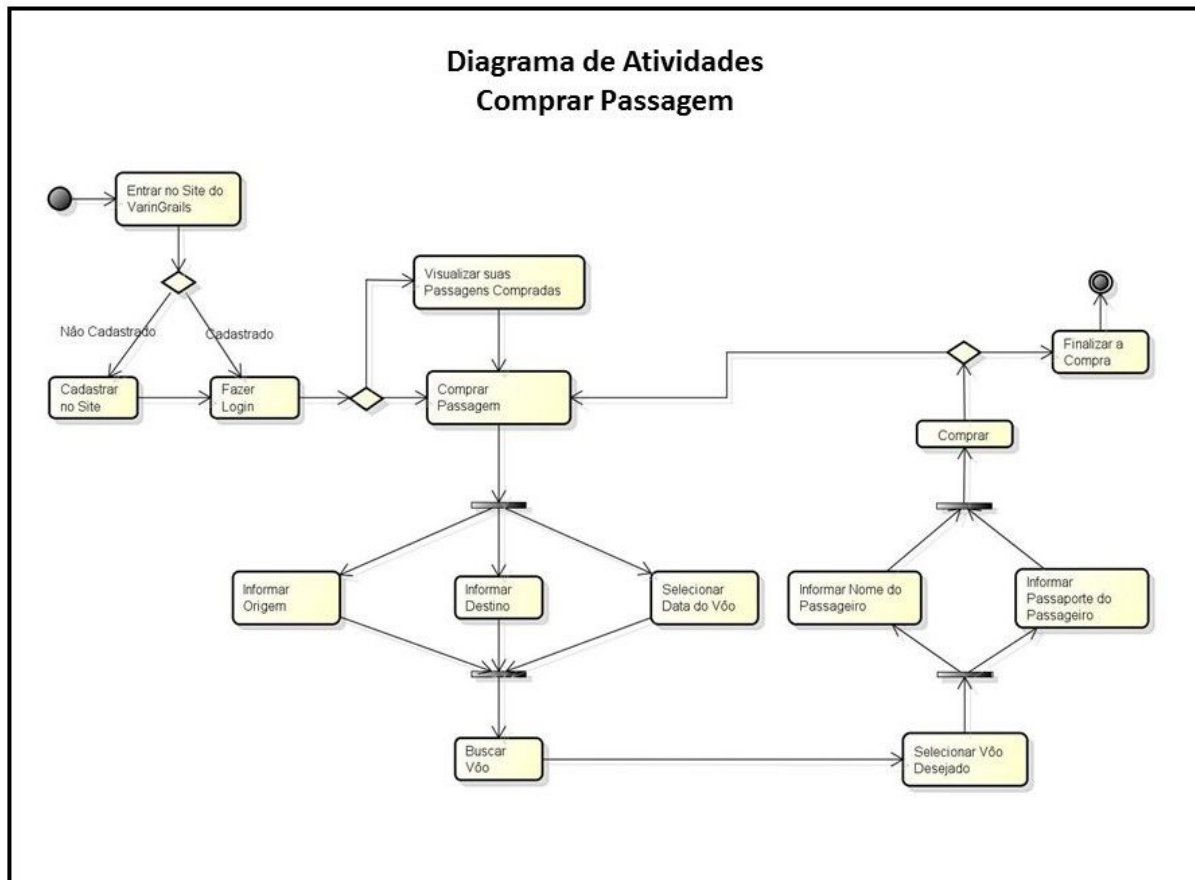 Diagrama de Atividades
Comprar Passagem
Entrar no Site do
VarinGrails
Não Cadastrado
Cadastrado
Cadastrar
no Site
Fazer
Login
Visualizar suas
Passagens Compradas
Comprar
Passagem
Informar
Origem
Informar
Destino
Selecionar
Data do Vôo
Buscar
Vôo
Selecionar Vôo
Desejado
Informar Nome do
Passageiro
Informar
Passaporte do
Passageiro
Comprar
Finalizar a
Compra